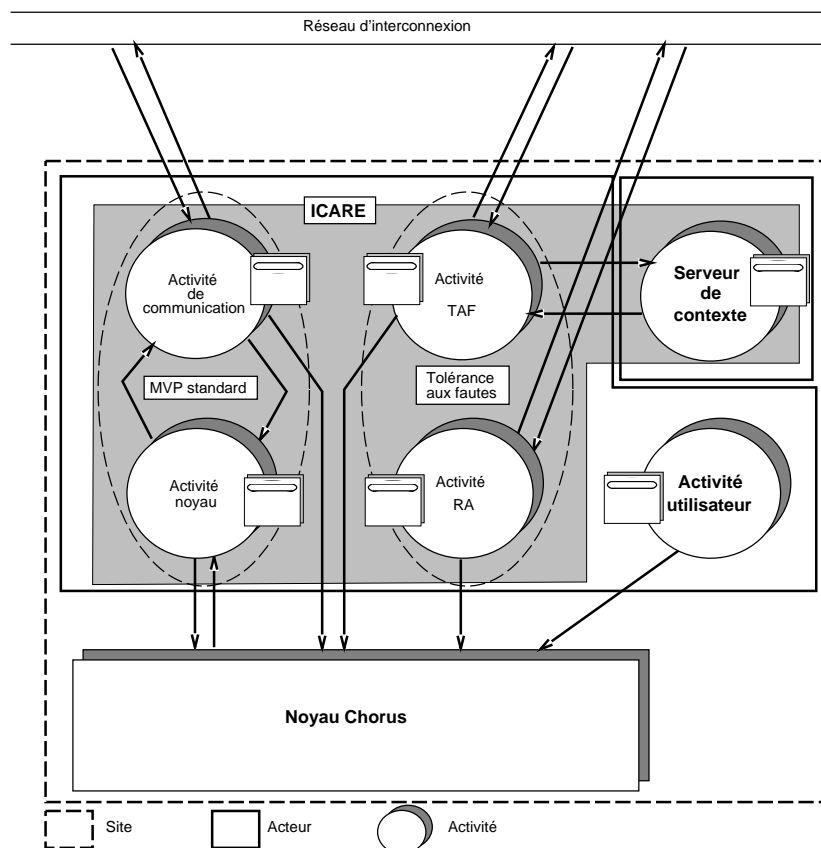 Réseau d'interconnexion
ICARE
Activité
de
communication
Activité
TAF
Serveur
de
contexte
MVP standard
Tolérance
aux fautes
Activité
noyau
Activité
RA
Activité
utilisateur
Noyau Chorus
Site
Acteur
Activité